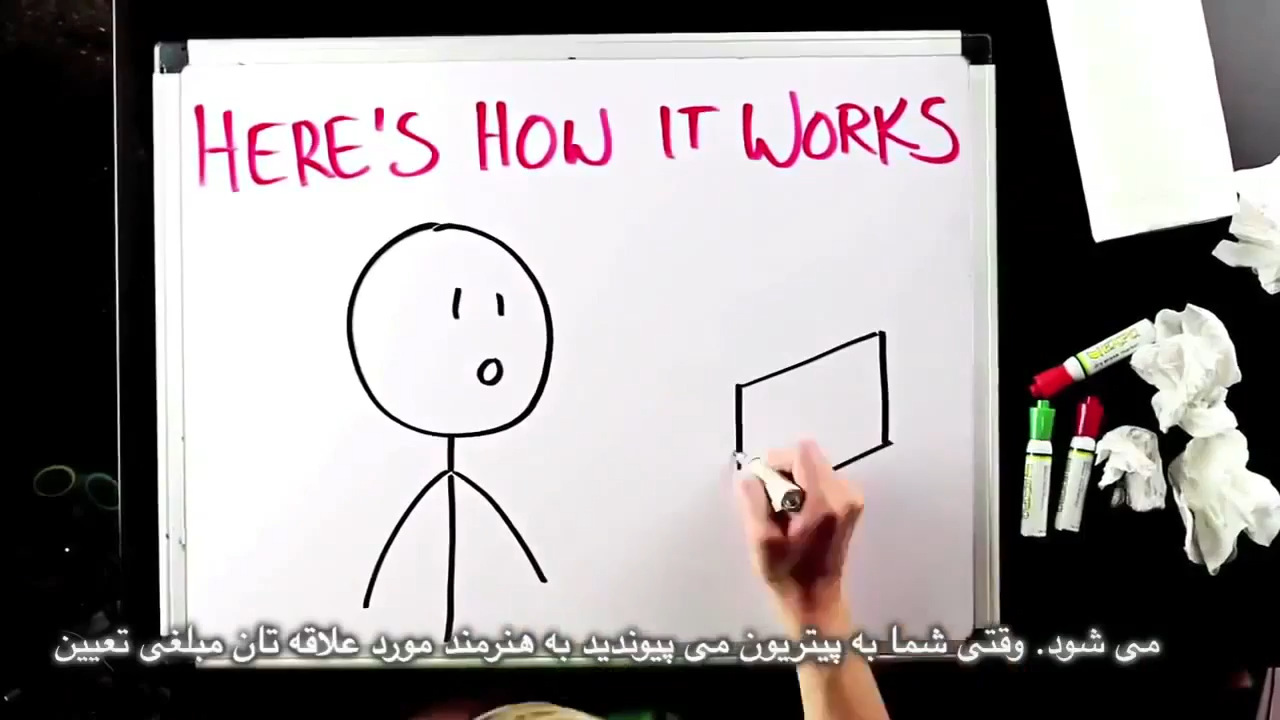 HERE'S HOW IT WORKS
می شود. وقتی شما به پیتریون می پیوندید به هنرمند مورد علاقه تان مبلغی تعیین